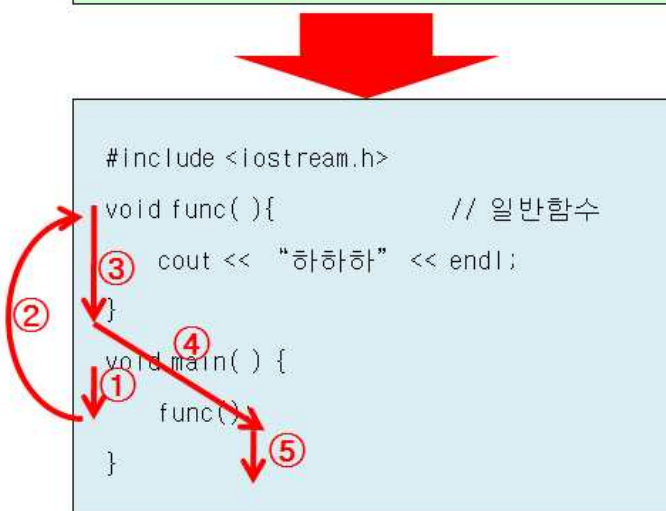 #include <iostream.h>
void func( ){ // 일반함수
③ cout << “하하하” << endl;
②
}
④
void main( ) {
①
func();
⑤
}